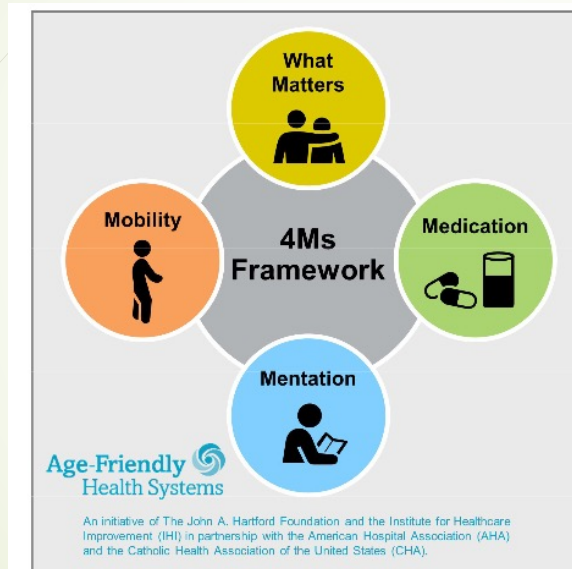 What
Matters
Mobility
4Ms
Framework
Medication
Mentation
Age-Friendly
Health Systems
An initiative of The John A. Hartford Foundation and the Institute for Healthcare
Improvement (IHI) in partnership with the American Hospital Association (AHA)
and the Catholic Health Association of the United States (CHA).